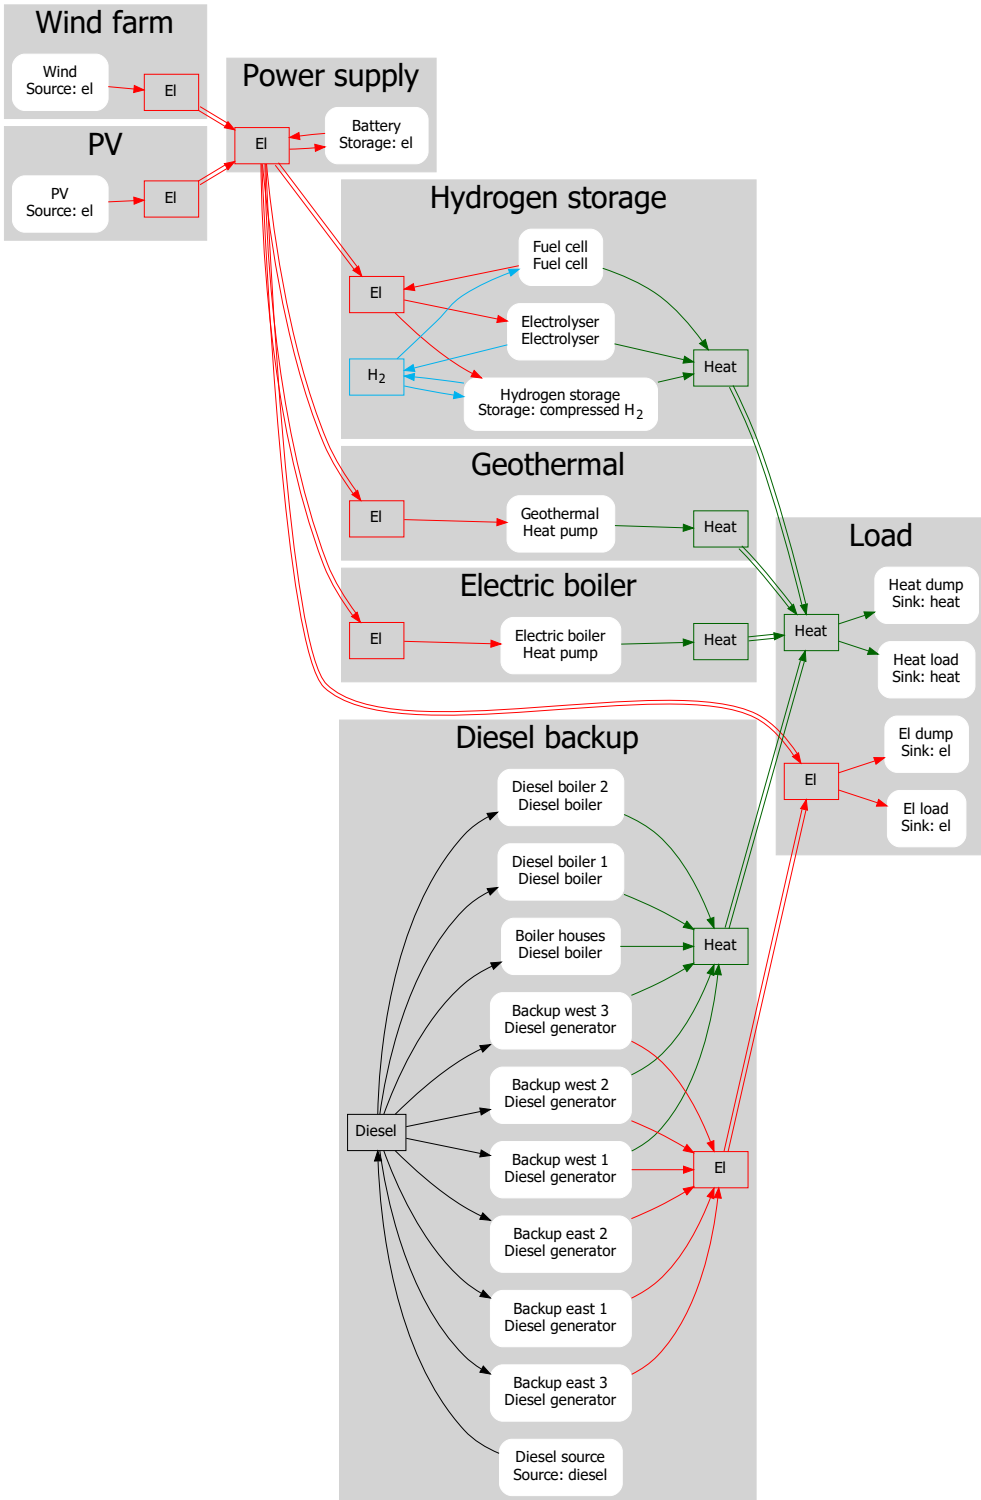 Wind farm
Wind
Source: el
El
Power supply
El
Battery
Storage: el
PV
PV
Source: el
El
Hydrogen storage
Fuel cell
Fuel cell
El
Electrolyser
Electrolyser
H2
Heat
Hydrogen storage
Storage: compressed H2
Geothermal
El
Geothermal
Heat pump
Heat
Electric boiler
El
Electric boiler
Heat pump
Heat
Load
Heat
Heat dump
Sink: heat
Heat load
Sink: heat
El
El dump
Sink: el
El load
Sink: el
Diesel backup
Diesel boiler 2
Diesel boiler
Diesel boiler 1
Diesel boiler
Boiler houses
Diesel boiler
Heat
Backup west 3
Diesel generator
Backup west 2
Diesel generator
Diesel
Backup west 1
Diesel generator
El
Backup east 2
Diesel generator
Backup east 1
Diesel generator
Backup east 3
Diesel generator
Diesel source
Source: diesel